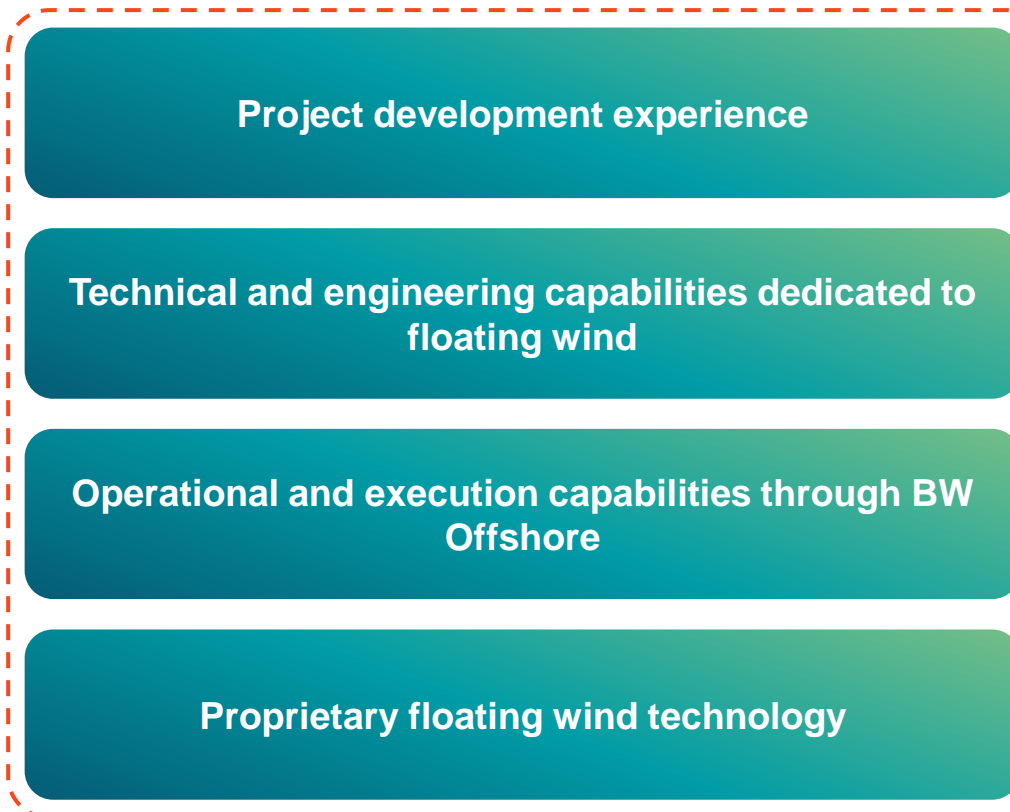 Project development experience
Technical and engineering capabilities dedicated to
floating wind
Operational and execution capabilities through BW
Offshore
Proprietary floating wind technology